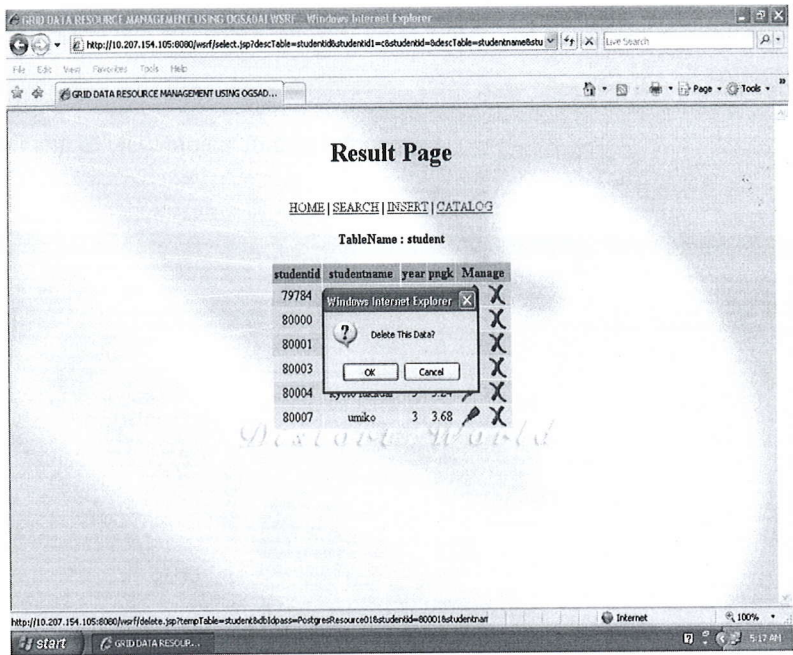 GRID DATA RESOURCE MANAGEMENT USING OGSADAI WSRF - Windows Internet Explorer
http://10.207.154.105:8080/wsrf/select.jsp?descTable=studentid&studentid1=c&studentid=&descTable=studentname&stu
Live Search
File Edit View Favorites Tools Help
GRID DATA RESOURCE MANAGEMENT USING OGSAD...
Page Tools
Result Page
HOME | SEARCH | INSERT | CATALOG
TableName : student
studentid studentname year pngk Manage
79784
80000
80001
80003
80004
80007 umiko 3 3.68
Windows Internet Explorer
Delete This Data?
OK Cancel
Distant World
http://10.207.154.105:8080/wsrf/delete.jsp?tempTable=student&dbIdpass=PostgresResource01&studentid=80001&studentnam
Internet 100%
start GRID DATA RESOUR... 5:17 AM